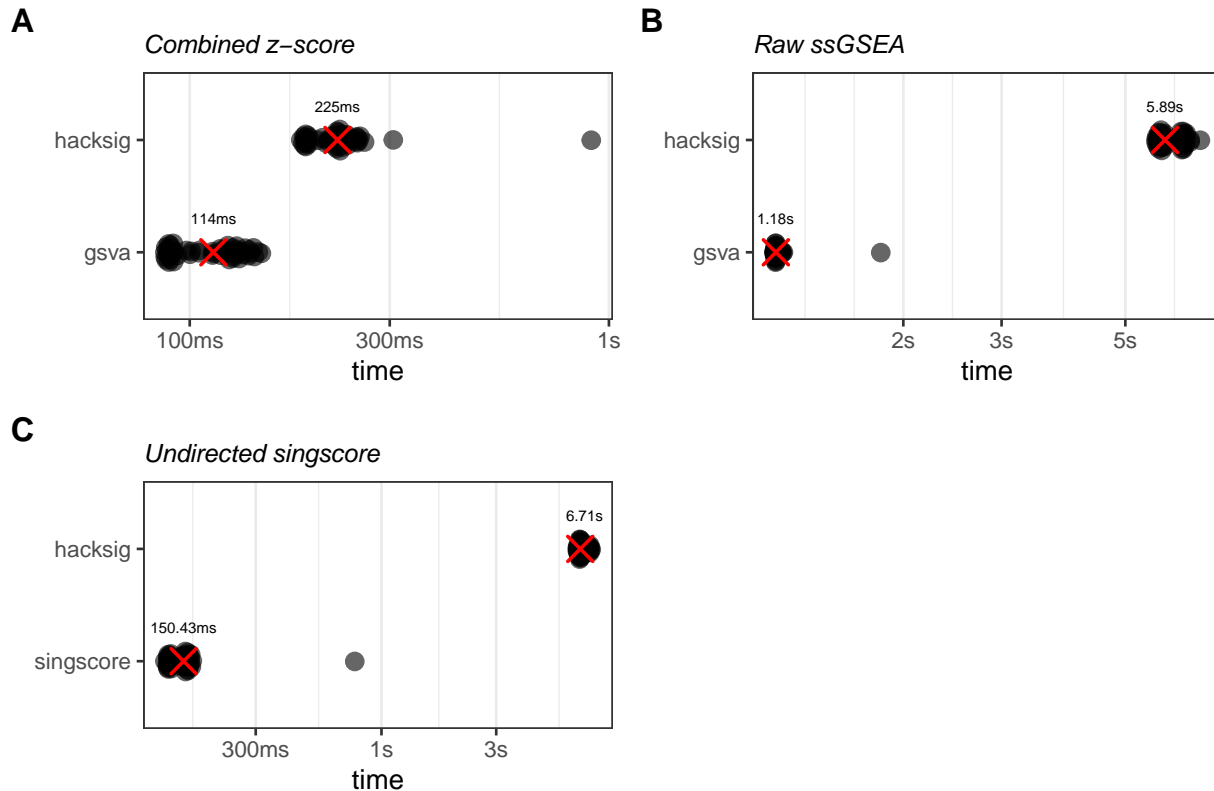 A
Combined z−score
hacksig
225ms
gsva
114ms
100ms 300ms 1s
time
B
Raw ssGSEA
hacksig
5.89s
gsva
1.18s
2s 3s 5s
time
C
Undirected singscore
hacksig
6.71s
singscore
150.43ms
300ms 1s 3s
time